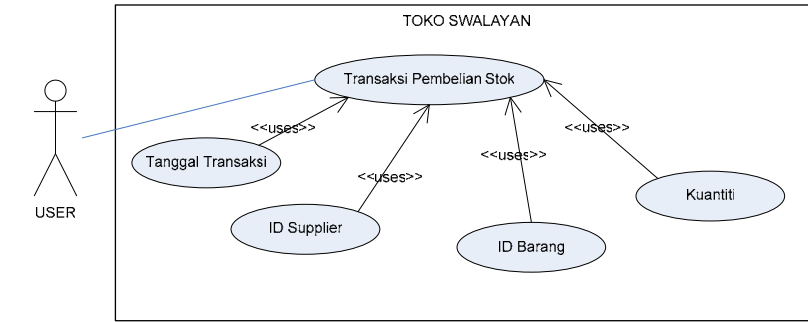 TOKO SWALAYAN
Transaksi Pembelian Stok
<<uses>>
<<uses>>
<<uses>>
<<uses>>
Tanggal Transaksi
Kuantiti
USER
ID Supplier
ID Barang